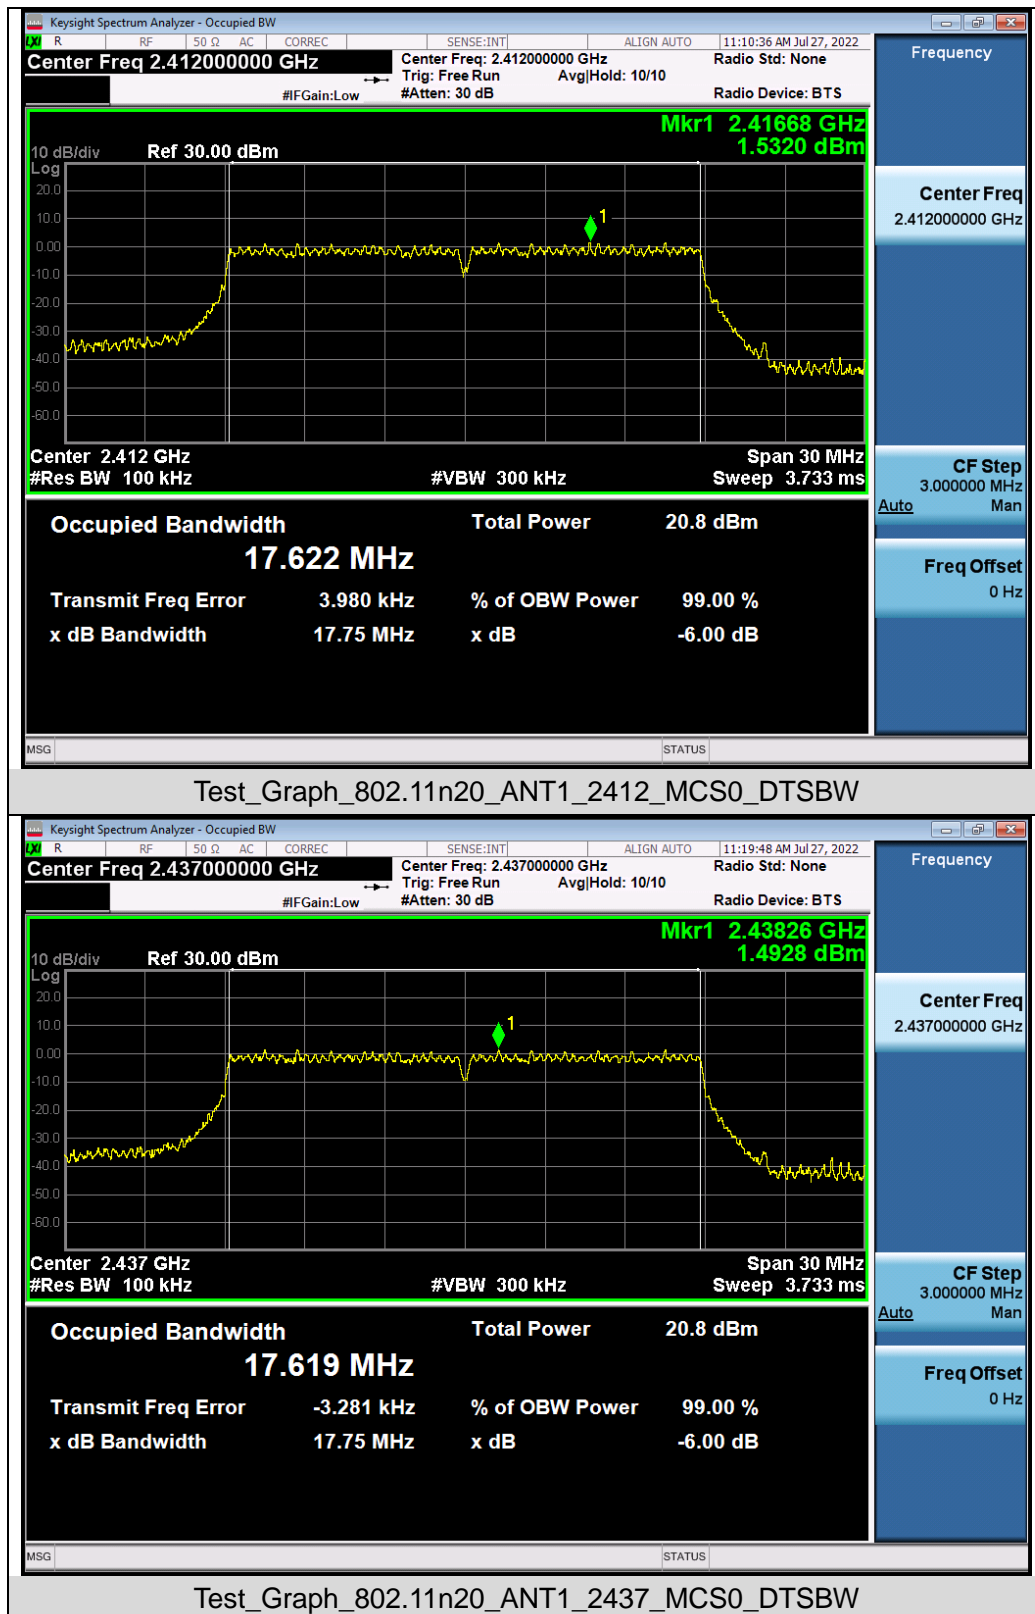 Keysight Spectrum Analyzer - Occupied BW
LXI R RF 50 Ω AC CORREC SENSE:INT ALIGN AUTO 11:10:36 AM Jul 27, 2022
Center Freq 2.412000000 GHz
Center Freq: 2.412000000 GHz
Radio Std: None
Trig: Free Run Avg|Hold: 10/10
#IFGain:Low
#Atten: 30 dB
Radio Device: BTS
Frequency
Mkr1 2.41668 GHz
1.5320 dBm
10 dB/div Ref 30.00 dBm
Log
20.0
10.0
0.00
-10.0
-20.0
-30.0
-40.0
-50.0
-60.0
1
Center 2.412 GHz Span 30 MHz
#Res BW 100 kHz #VBW 300 kHz Sweep 3.733 ms
Center Freq
2.412000000 GHz
CF Step
3.000000 MHz
Auto Man
Freq Offset
0 Hz
Occupied Bandwidth Total Power 20.8 dBm
17.622 MHz
Transmit Freq Error 3.980 kHz % of OBW Power 99.00 %
x dB Bandwidth 17.75 MHz x dB -6.00 dB
MSG STATUS
Test_Graph_802.11n20_ANT1_2412_MCS0_DTSBW
Keysight Spectrum Analyzer - Occupied BW
LXI R RF 50 Ω AC CORREC SENSE:INT ALIGN AUTO 11:19:48 AM Jul 27, 2022
Center Freq 2.437000000 GHz
Center Freq: 2.437000000 GHz
Radio Std: None
Trig: Free Run Avg|Hold: 10/10
#IFGain:Low
#Atten: 30 dB
Radio Device: BTS
Frequency
Mkr1 2.43826 GHz
1.4928 dBm
10 dB/div Ref 30.00 dBm
Log
20.0
10.0
0.00
-10.0
-20.0
-30.0
-40.0
-50.0
-60.0
1
Center 2.437 GHz Span 30 MHz
#Res BW 100 kHz #VBW 300 kHz Sweep 3.733 ms
Center Freq
2.437000000 GHz
CF Step
3.000000 MHz
Auto Man
Freq Offset
0 Hz
Occupied Bandwidth Total Power 20.8 dBm
17.619 MHz
Transmit Freq Error -3.281 kHz % of OBW Power 99.00 %
x dB Bandwidth 17.75 MHz x dB -6.00 dB
MSG STATUS
Test_Graph_802.11n20_ANT1_2437_MCS0_DTSBW